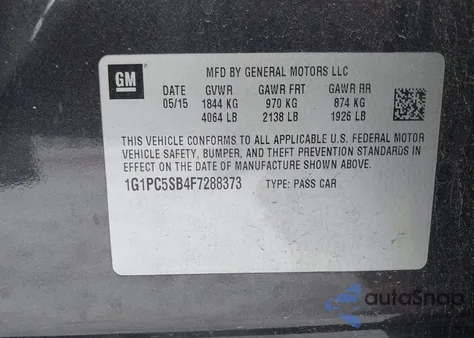 GM
MFD BY GENERAL MOTORS LLC
DATE GVWR GAWR FRT GAWR RR
05/15 1844 KG 970 KG 874 KG
4064 LB 2138 LB 1926 LB
THIS VEHICLE CONFORMS TO ALL APPLICABLE U.S. FEDERAL MOTOR
VEHICLE SAFETY, BUMPER, AND THEFT PREVENTION STANDARDS IN
EFFECT ON THE DATE OF MANUFACTURE SHOWN ABOVE.
1G1PC5SB4F7288373 TYPE: PASS CAR
autoSnap